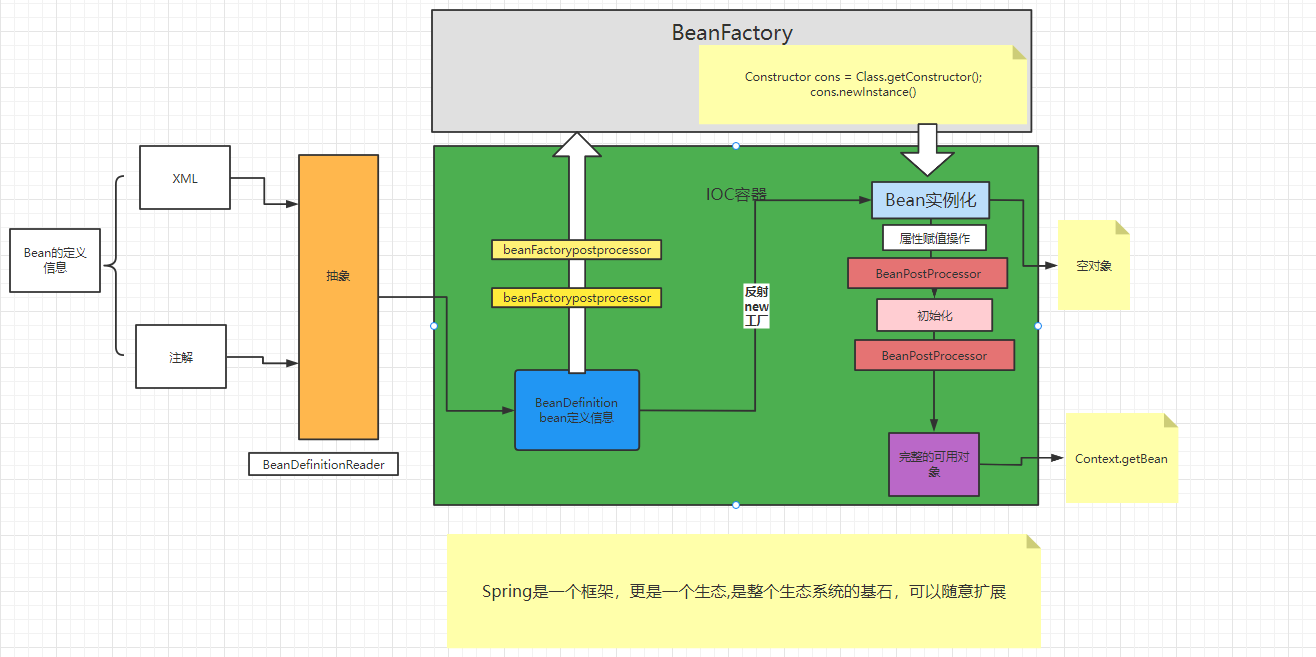 BeanFactory
Constructor cons = Class.getConstructor();
cons.newInstance()
Bean的定义
信息
XML
注解
抽象
BeanDefinitionReader
IOC容器
beanFactorypostprocessor
beanFactorypostprocessor
BeanDefinition
bean定义信息
反射
new
工厂
Bean实例化
属性赋值操作
BeanPostProcessor
初始化
BeanPostProcessor
完整的可用对
象
空对象
Context.getBean
Spring是一个框架，更是一个生态,是整个生态系统的基石，可以随意扩展